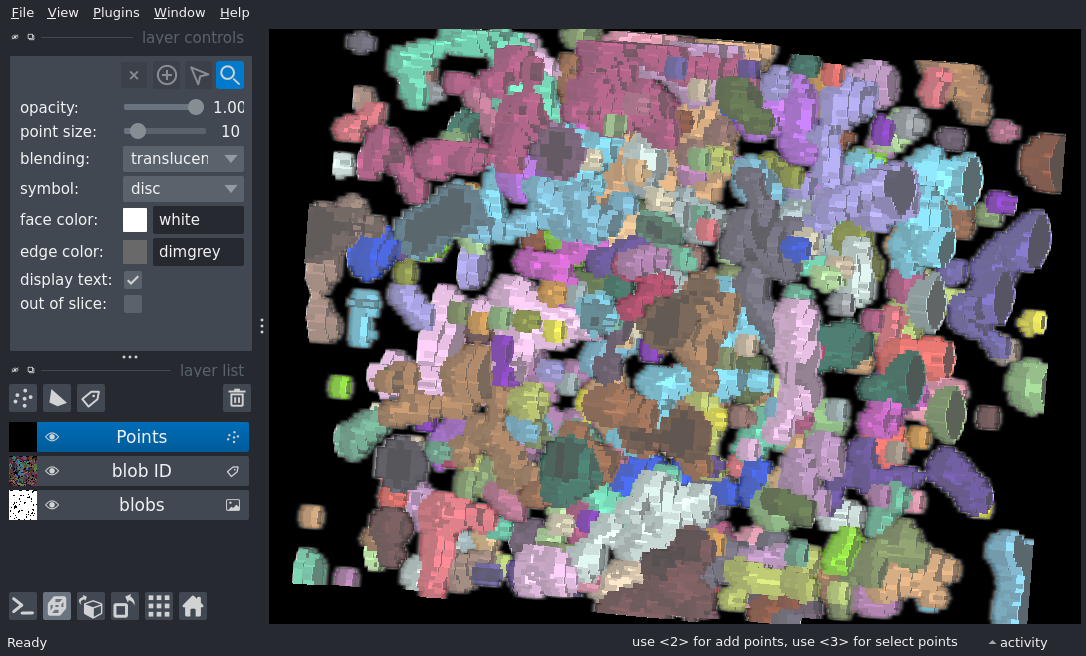 File View Plugins Window Help
layer controls
opacity: 1.00
point size: 10
blending: translucen
symbol: disc
face color: white
edge color: dimgrey
display text:
out of slice:
layer list
Points
blob ID
blobs
Ready
use <2> for add points, use <3> for select points
activity